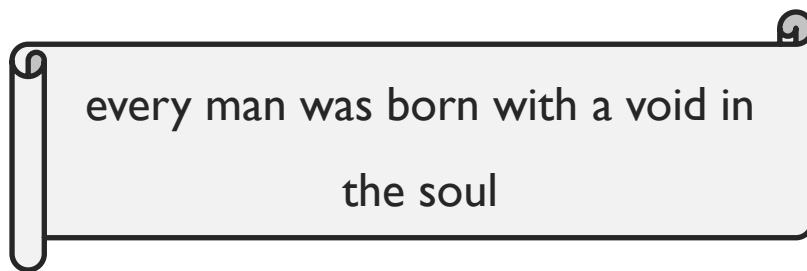 every man was born with a void in
the soul